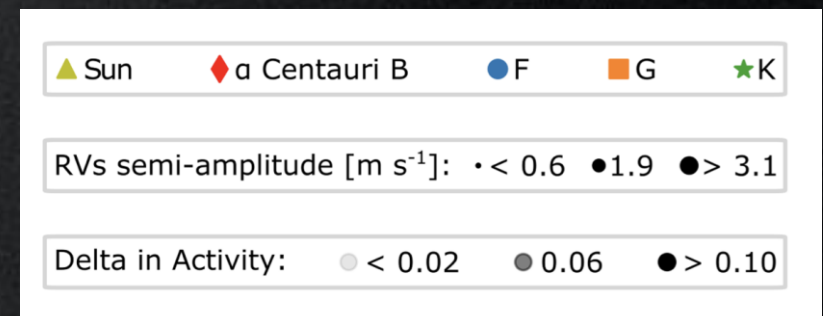 Sun α Centauri B F G K
RVs semi-amplitude [m s⁻¹]: < 0.6 1.9 > 3.1
Delta in Activity: < 0.02 0.06 > 0.10